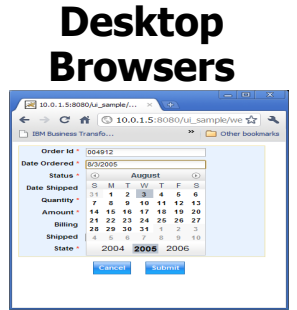 Desktop
Browsers
10.0.1.5:8080/ui_sample/...
10.0.1.5:8080/ui_sample/we
IBM Business Transfo...
» Other bookmarks
Order Id * 004912
Date Ordered * 8/3/2005
Status * August
Date Shipped S M T W T F S
31 1 2 3 4 5 6
Quantity * 7 8 9 10 11 12 13
Amount * 14 15 16 17 18 19 20
Billing 21 22 23 24 25 26 27
28 29 30 31 1 2 3
Shipped 4 5 6 7 8 9 10
State * 2004 2005 2006
Cancel Submit